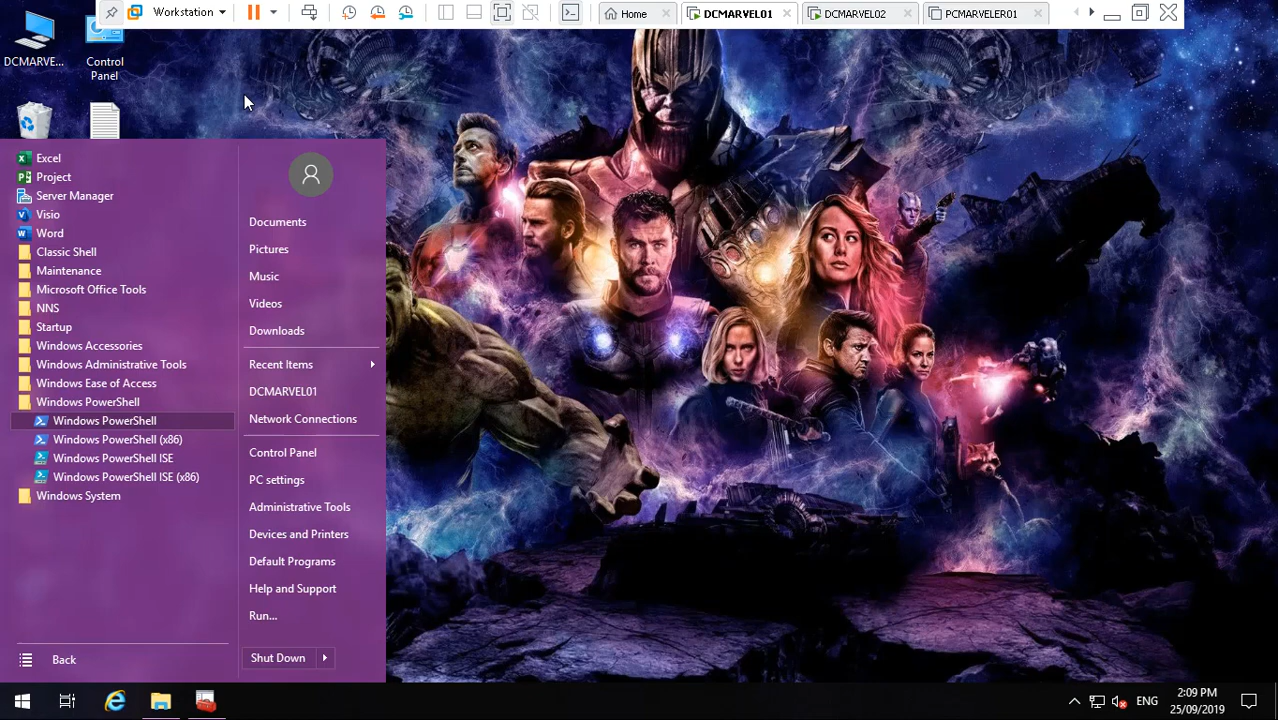 Workstation
Home
DCMARVEL01
DCMARVEL02
PCMARVELER01
DCMARVE...
Control
Panel
Excel
Project
Server Manager
Visio
Word
Classic Shell
Maintenance
Microsoft Office Tools
NNS
Startup
Windows Accessories
Windows Administrative Tools
Windows Ease of Access
Windows PowerShell
Windows PowerShell
Windows PowerShell (x86)
Windows PowerShell ISE
Windows PowerShell ISE (x86)
Windows System
Back
Documents
Pictures
Music
Videos
Downloads
Recent Items
DCMARVEL01
Network Connections
Control Panel
PC settings
Administrative Tools
Devices and Printers
Default Programs
Help and Support
Run...
Shut Down
ENG
2:09 PM
25/09/2019